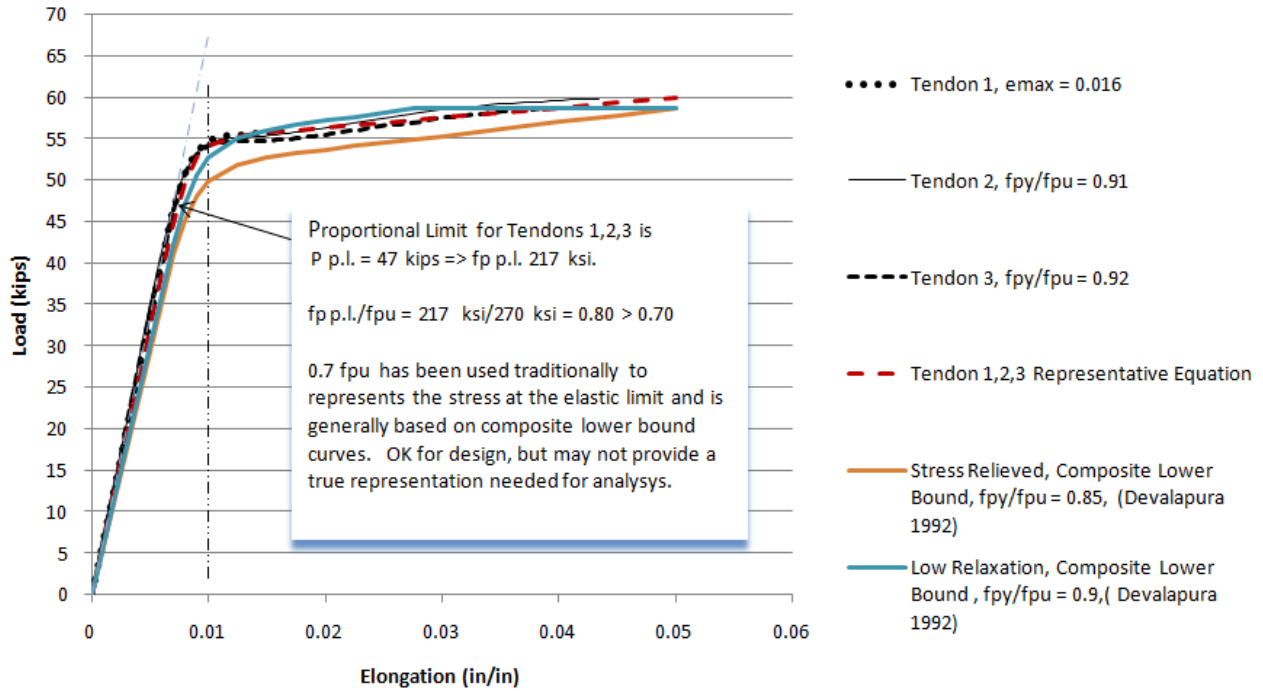 70
65
60
55
50
45
40
35
30
25
20
15
10
5
0
Load (kips)
0
0.01
0.02
0.03
0.04
0.05
0.06
Elongation (in/in)
Proportional Limit for Tendons 1,2,3 is
P p.l. = 47 kips => fp p.l. 217 ksi.
fp p.l./fpu = 217 ksi/270 ksi = 0.80 > 0.70
0.7 fpu has been used traditionally to
represents the stress at the elastic limit and is
generally based on composite lower bound
curves. OK for design, but may not provide a
true representation needed for analysys.
Tendon 1, emax = 0.016
Tendon 2, fpy/fpu = 0.91
Tendon 3, fpy/fpu = 0.92
Tendon 1,2,3 Representative Equation
Stress Relieved, Composite Lower
Bound, fpy/fpu = 0.85, (Devalapura
1992)
Low Relaxation, Composite Lower
Bound , fpy/fpu = 0.9,( Devalapura
1992)